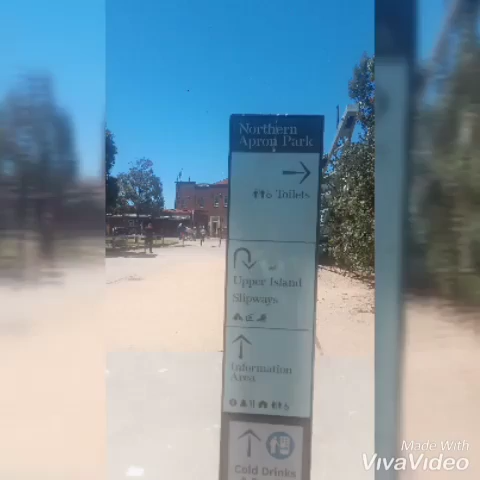 Northern
Apron Park
Toilets
Upper Island
Slipways
Information
Area
Cold Drinks
Made With
VivaVideo